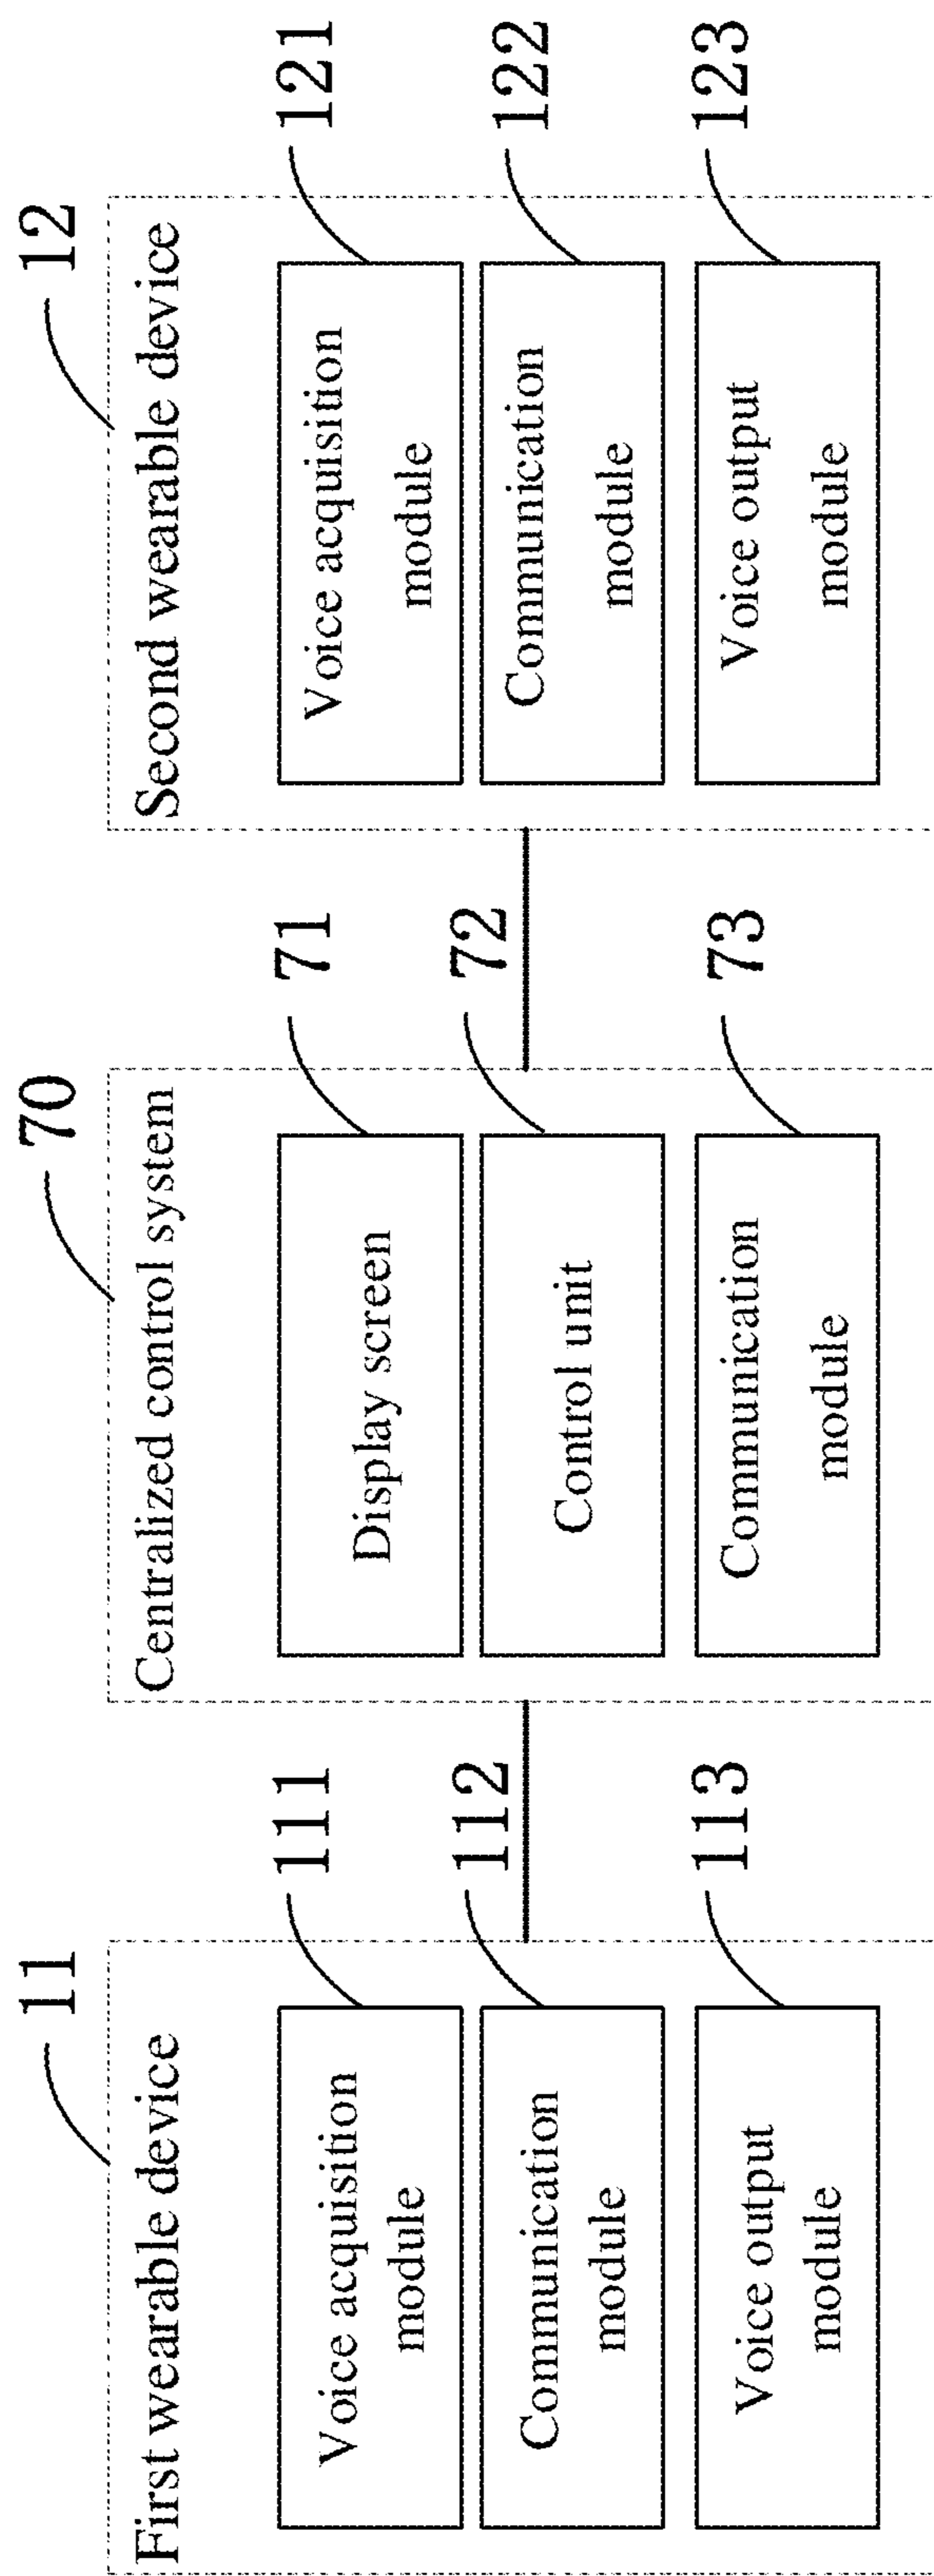 11
First wearable device
Voice acquisition
module
111
Communication
module
112
Voice output
module
113
70
Centralized control system
Display screen
71
Control unit
72
Communication
module
73
12
Second wearable device
Voice acquisition
module
121
Communication
module
122
Voice output
module
123